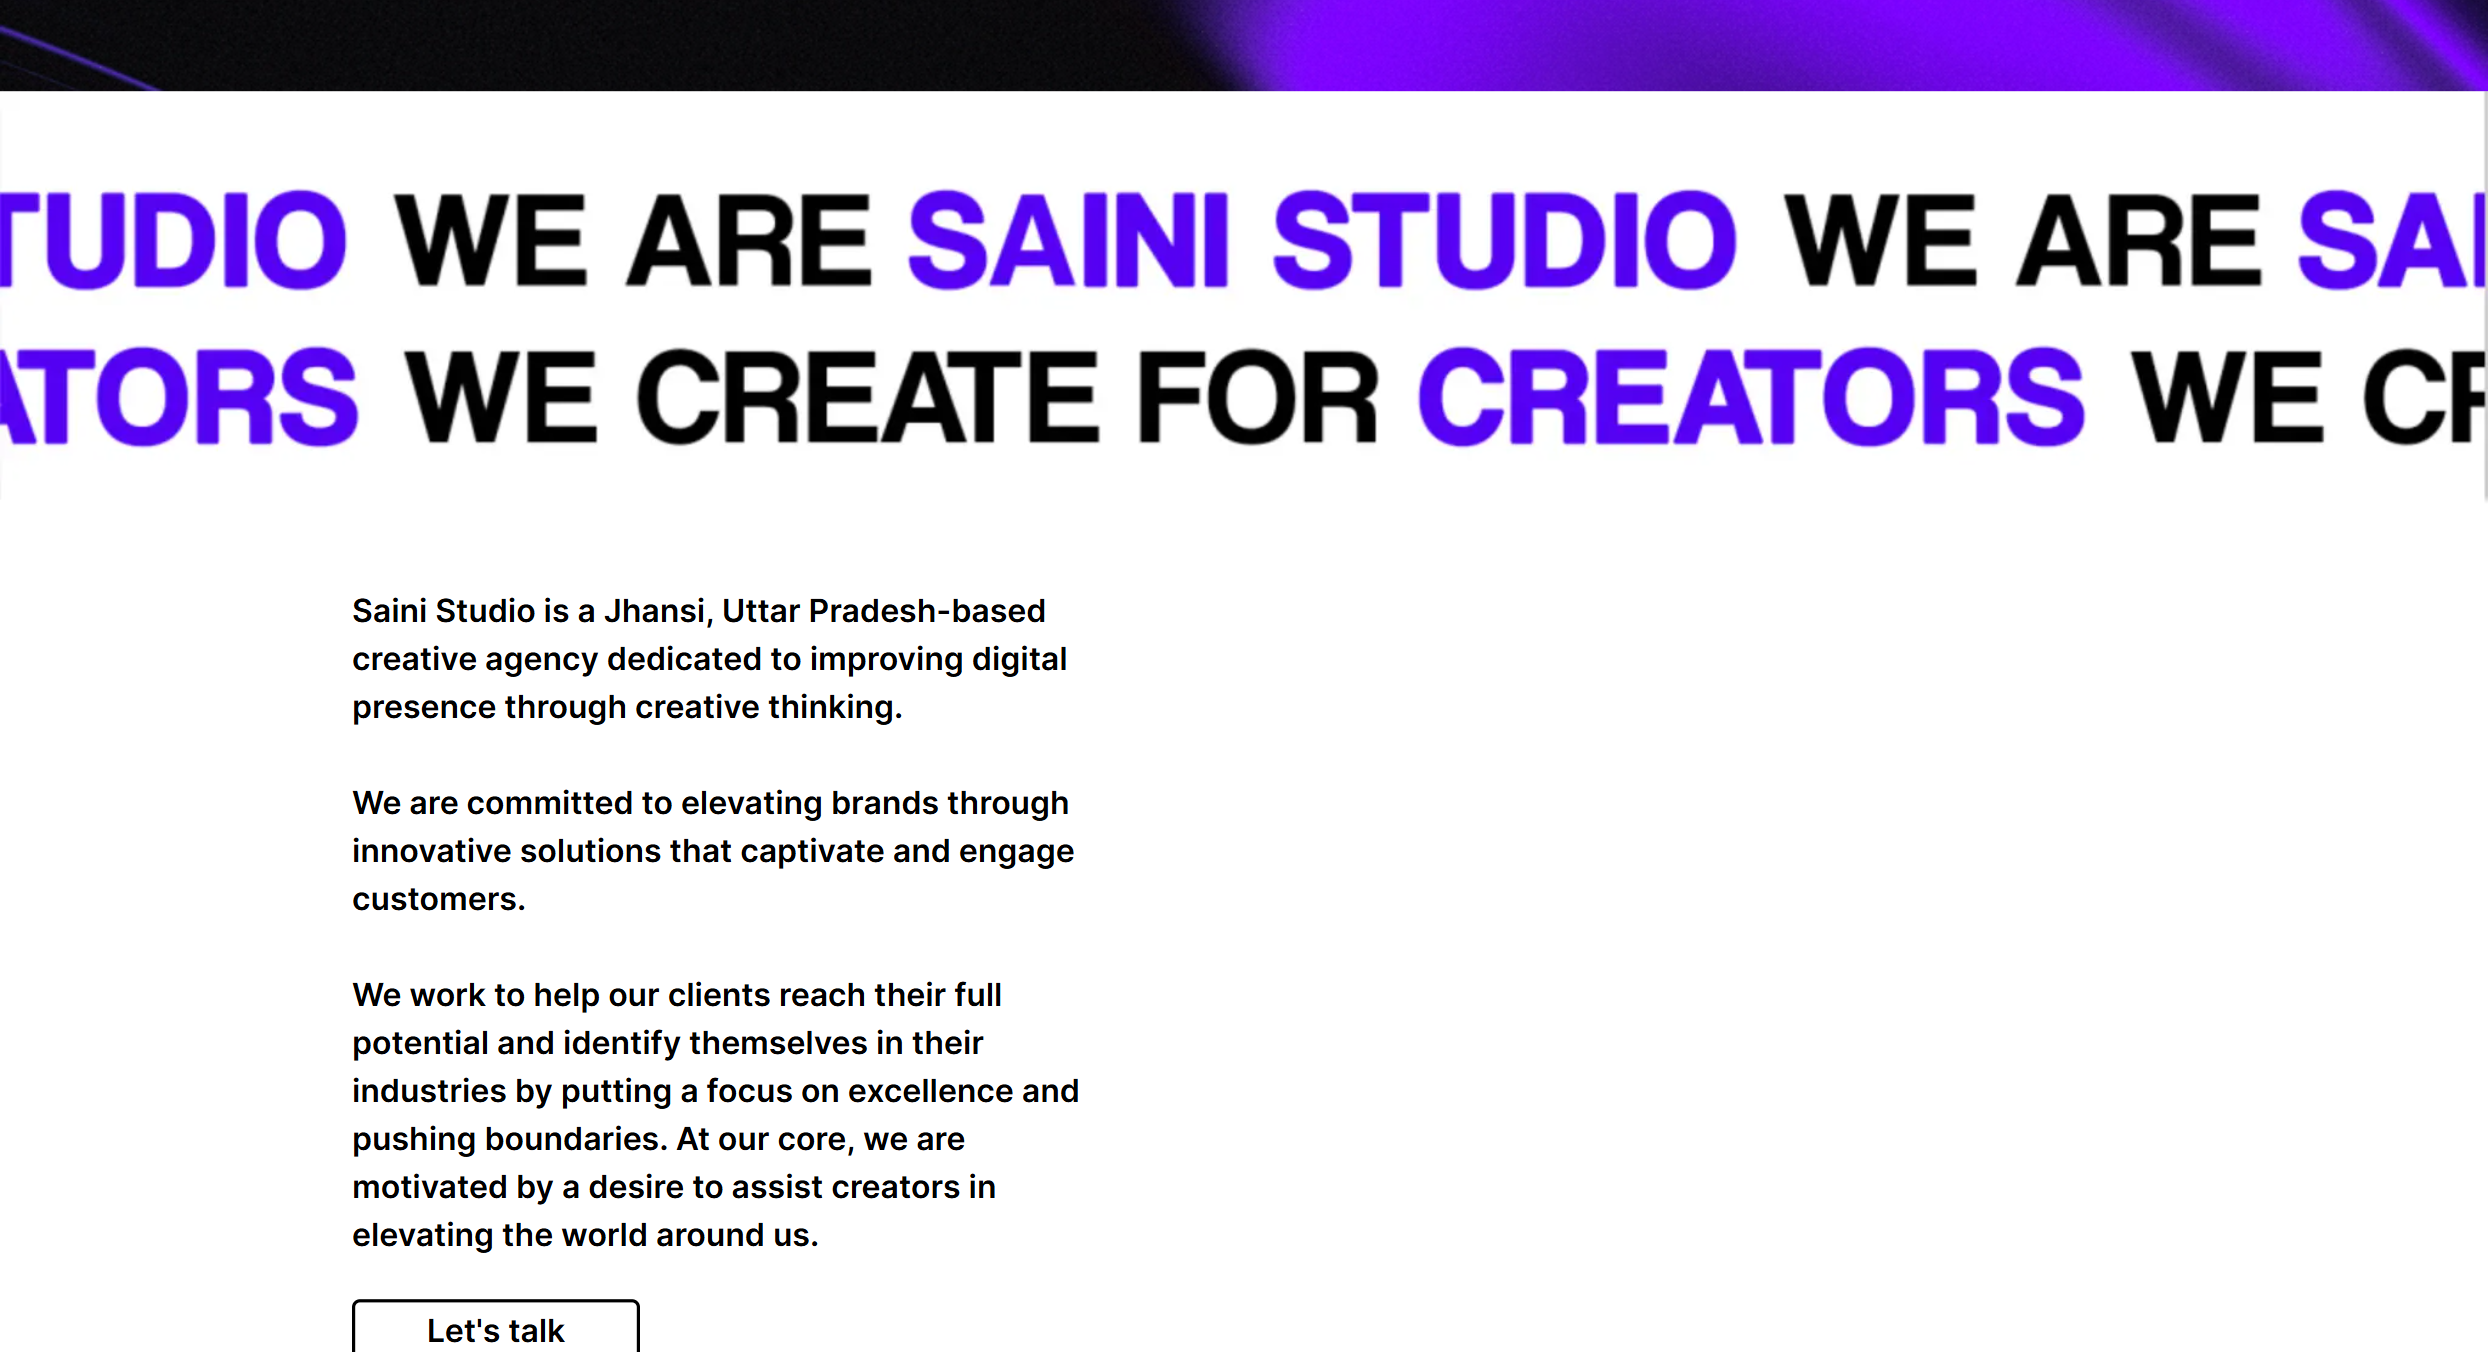 TUDIO WE ARE SAINI STUDIO WE ARE SAI
ATORS WE CREATE FOR CREATORS WE CR
Saini Studio is a Jhansi, Uttar Pradesh-based
creative agency dedicated to improving digital
presence through creative thinking.
We are committed to elevating brands through
innovative solutions that captivate and engage
customers.
We work to help our clients reach their full
potential and identify themselves in their
industries by putting a focus on excellence and
pushing boundaries. At our core, we are
motivated by a desire to assist creators in
elevating the world around us.
Let's talk